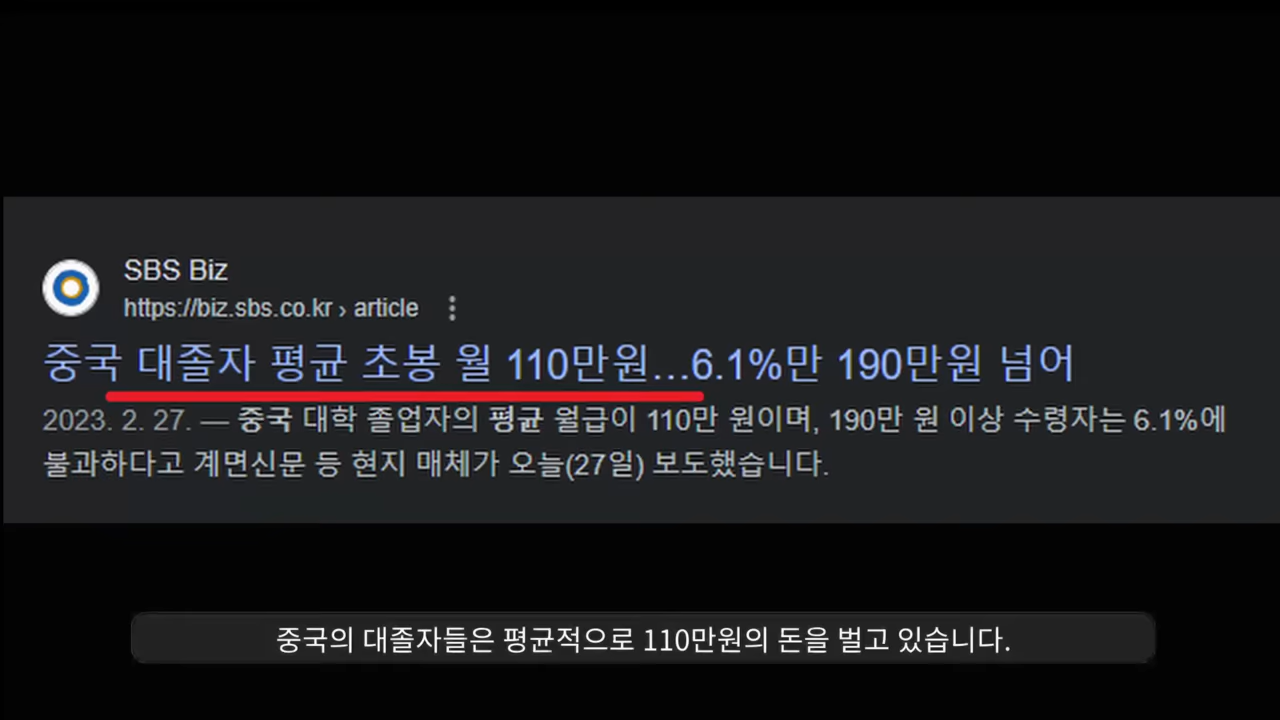 SBS Biz
https://biz.sbs.co.kr › article
중국 대졸자 평균 초봉 월 110만원...6.1%만 190만원 넘어
2023. 2. 27. — 중국 대학 졸업자의 평균 월급이 110만 원이며, 190만 원 이상 수령자는 6.1%에
불과하다고 계면신문 등 현지 매체가 오늘(27일) 보도했습니다.
중국의 대졸자들은 평균적으로 110만원의 돈을 벌고 있습니다.